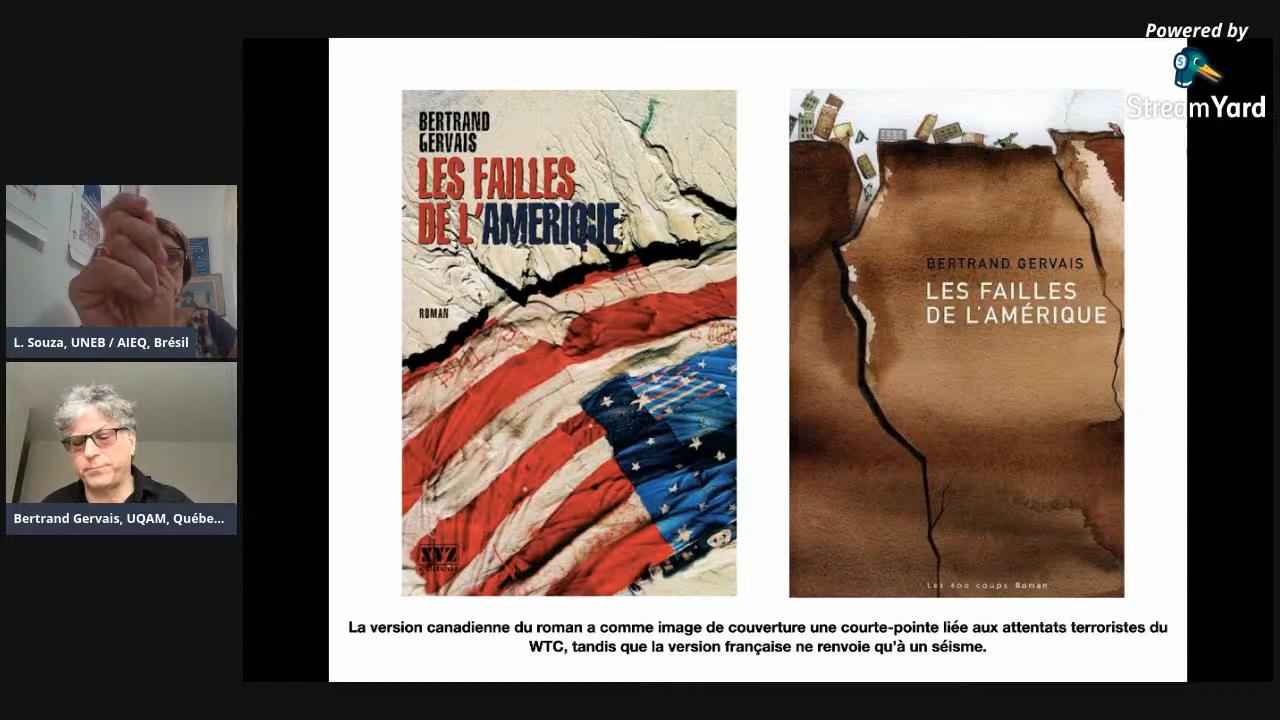 Powered by
StreamYard
BERTRAND
GERVAIS
LES FAILLES
DE L'AMERIQUE
ROMAN
XYZ
éditeur
BERTRAND GERVAIS
LES FAILLES
DE L'AMÉRIQUE
Les 400 coups Roman
L. Souza, UNEB / AIEQ, Brésil
Bertrand Gervais, UQAM, Québe...
La version canadienne du roman a comme image de couverture une courte-pointe liée aux attentats terroristes du
WTC, tandis que la version française ne renvoie qu'à un séisme.